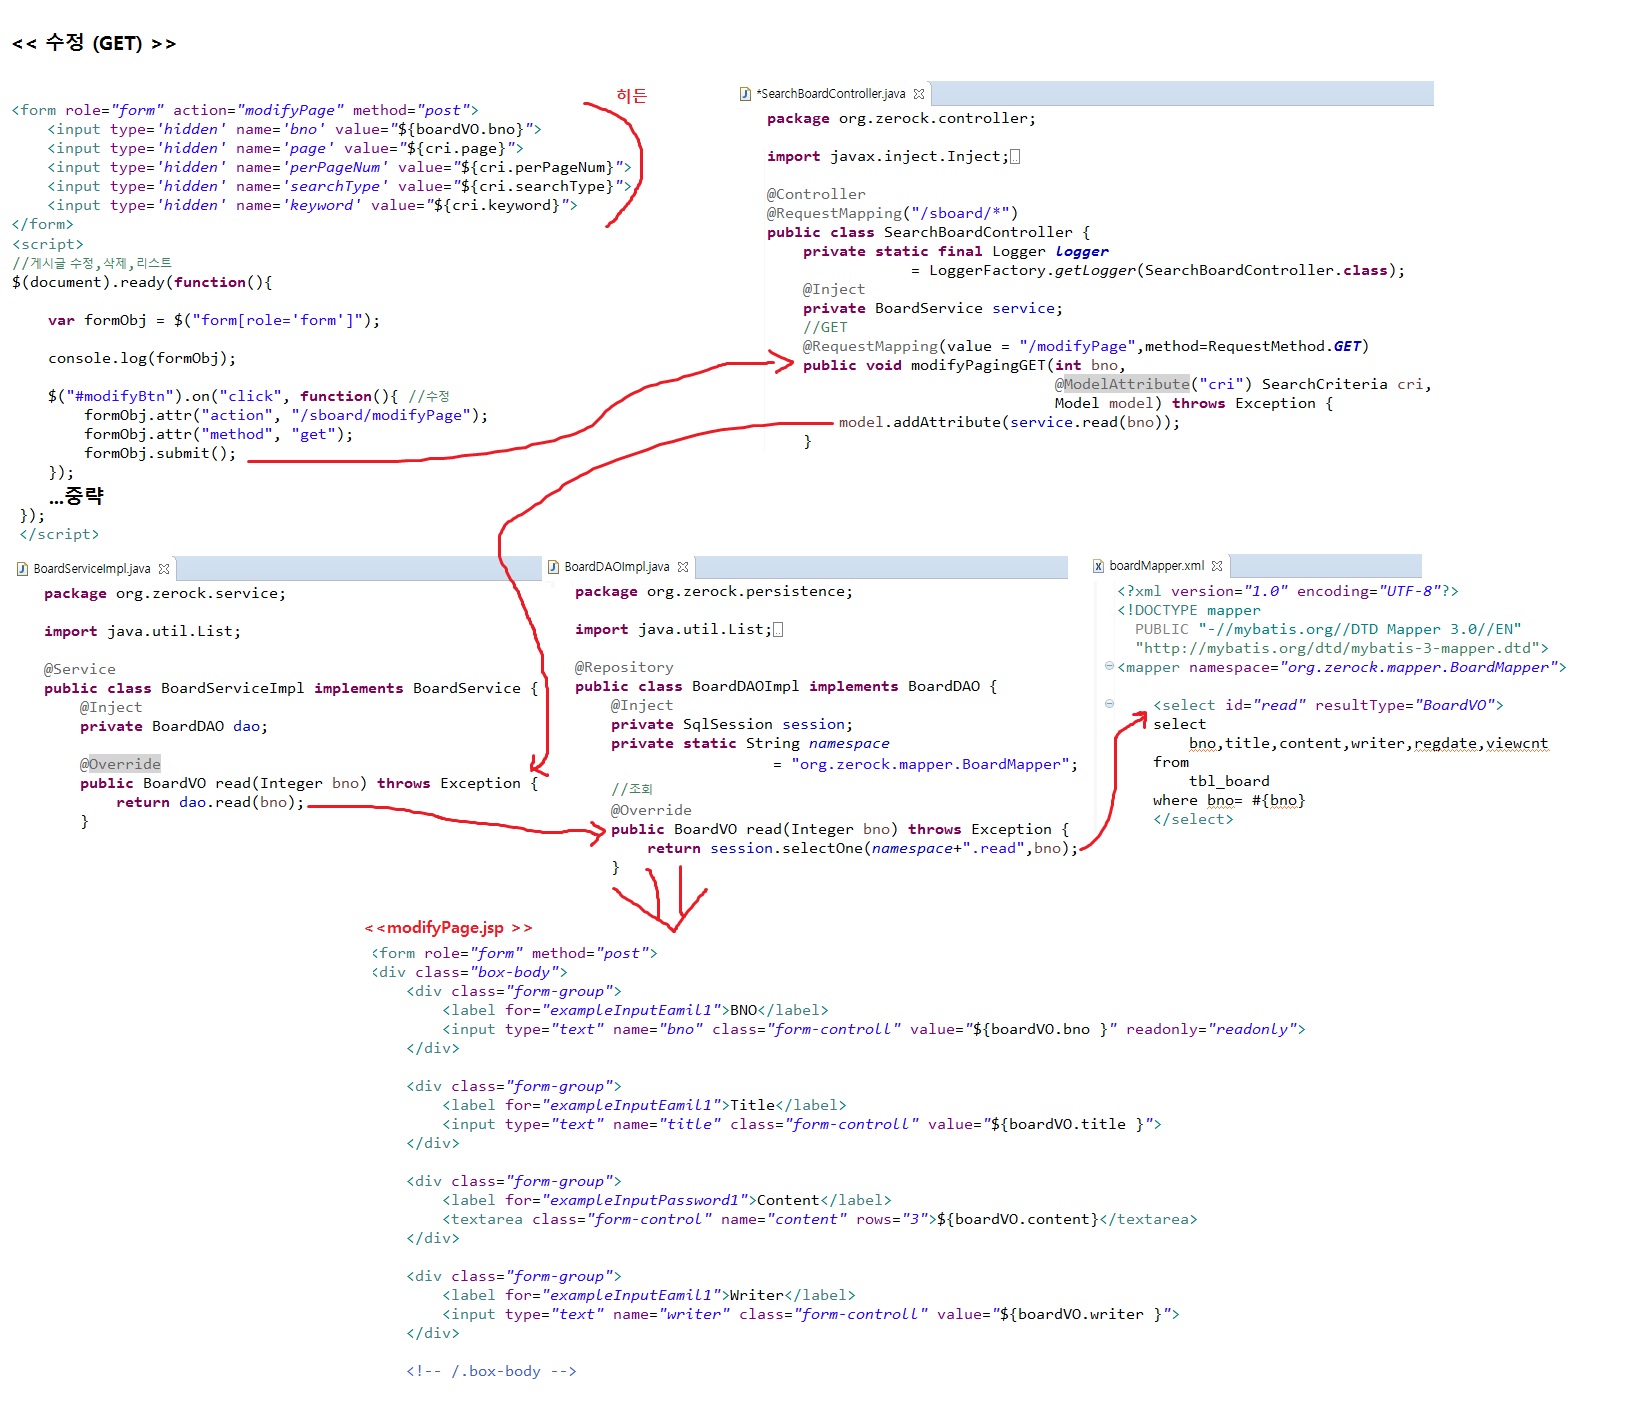 << 수정 (GET) >>
히든
<form role="form" action="modifyPage" method="post">
<input type='hidden' name='bno' value="${boardVO.bno}">
<input type='hidden' name='page' value="${cri.page}">
<input type='hidden' name='perPageNum' value="${cri.perPageNum}">
<input type='hidden' name='searchType' value="${cri.searchType}">
<input type='hidden' name='keyword' value="${cri.keyword}">
</form>
<script>
//게시글 수정,삭제,리스트
$(document).ready(function(){
var formObj = $("form[role='form']");
console.log(formObj);
$("#modifyBtn").on("click", function(){ //수정
formObj.attr("action", "/sboard/modifyPage");
formObj.attr("method", "get");
formObj.submit();
});
...중략
});
</script>
*SearchBoardController.java
package org.zerock.controller;
import javax.inject.Inject;
@Controller
@RequestMapping("/sboard/*")
public class SearchBoardController {
private static final Logger logger
= LoggerFactory.getLogger(SearchBoardController.class);
@Inject
private BoardService service;
//GET
@RequestMapping(value = "/modifyPage",method=RequestMethod.GET)
public void modifyPagingGET(int bno,
@ModelAttribute("cri") SearchCriteria cri,
Model model) throws Exception {
model.addAttribute(service.read(bno));
}
BoardServiceImpl.java
package org.zerock.service;
import java.util.List;
@Service
public class BoardServiceImpl implements BoardService {
@Inject
private BoardDAO dao;
@Override
public BoardVO read(Integer bno) throws Exception {
return dao.read(bno);
}
BoardDAOImpl.java
package org.zerock.persistence;
import java.util.List;
@Repository
public class BoardDAOImpl implements BoardDAO {
@Inject
private SqlSession session;
private static String namespace
= "org.zerock.mapper.BoardMapper";
//조회
@Override
public BoardVO read(Integer bno) throws Exception {
return session.selectOne(namespace+".read",bno);
}
boardMapper.xml
<?xml version="1.0" encoding="UTF-8"?>
<!DOCTYPE mapper
PUBLIC "-//mybatis.org//DTD Mapper 3.0//EN"
"http://mybatis.org/dtd/mybatis-3-mapper.dtd">
<mapper namespace="org.zerock.mapper.BoardMapper">
<select id="read" resultType="BoardVO">
select
bno,title,content,writer,regdate,viewcnt
from
tbl_board
where bno= #{bno}
</select>
<<modifyPage.jsp >>
<form role="form" method="post">
<div class="box-body">
<div class="form-group">
<label for="exampleInputEamil1">BNO</label>
<input type="text" name="bno" class="form-controll" value="${boardVO.bno }" readonly="readonly">
</div>
<div class="form-group">
<label for="exampleInputEamil1">Title</label>
<input type="text" name="title" class="form-controll" value="${boardVO.title }">
</div>
<div class="form-group">
<label for="exampleInputPassword1">Content</label>
<textarea class="form-control" name="content" rows="3">${boardVO.content}</textarea>
</div>
<div class="form-group">
<label for="exampleInputEamil1">Writer</label>
<input type="text" name="writer" class="form-controll" value="${boardVO.writer }">
</div>
<!-- /.box-body -->